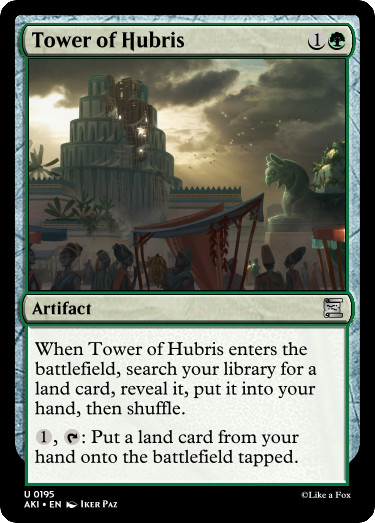 Tower of Hubris 1
Artifact
When Tower of Hubris enters the
battlefield, search your library for a
land card, reveal it, put it into your
hand, then shuffle.
1, : Put a land card from your
hand onto the battlefield tapped.
U 0195
AKI • EN Iker Paz
©Like a Fox